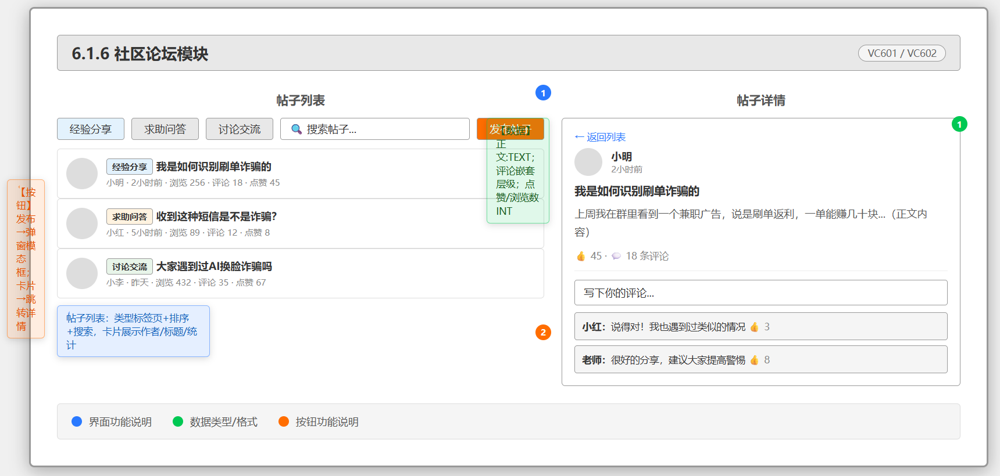 6.1.6 社区论坛模块
VC601 / VC602
帖子列表
1
经验分享
求助问答
讨论交流
🔍 搜索帖子...
发布帖子
经验分享 我是如何识别刷单诈骗的
小明 · 2小时前 · 浏览 256 · 评论 18 · 点赞 45
求助问答 收到这种短信是不是诈骗?
小红 · 5小时前 · 浏览 89 · 评论 12 · 点赞 8
讨论交流 大家遇到过AI换脸诈骗吗
小李 · 昨天 · 浏览 432 · 评论 35 · 点赞 67
【数据】
正
文:TEXT；
评论嵌套
层级；点
赞/浏览数
INT
【按
钮】
发布
→弹
窗模
态
框；
卡片
→跳
转详
情
帖子列表：类型标签页+排序
+搜索，卡片展示作者/标题/统
计
2
帖子详情
1
← 返回列表
小明
2小时前
我是如何识别刷单诈骗的
上周我在群里看到一个兼职广告，说是刷单返利，一单能赚几十块...（正文内
容）
👍 45 · 💬 18 条评论
写下你的评论...
小红：说得对！我也遇到过类似的情况 👍 3
老师：很好的分享，建议大家提高警惕 👍 8
界面功能说明
数据类型/格式
按钮功能说明